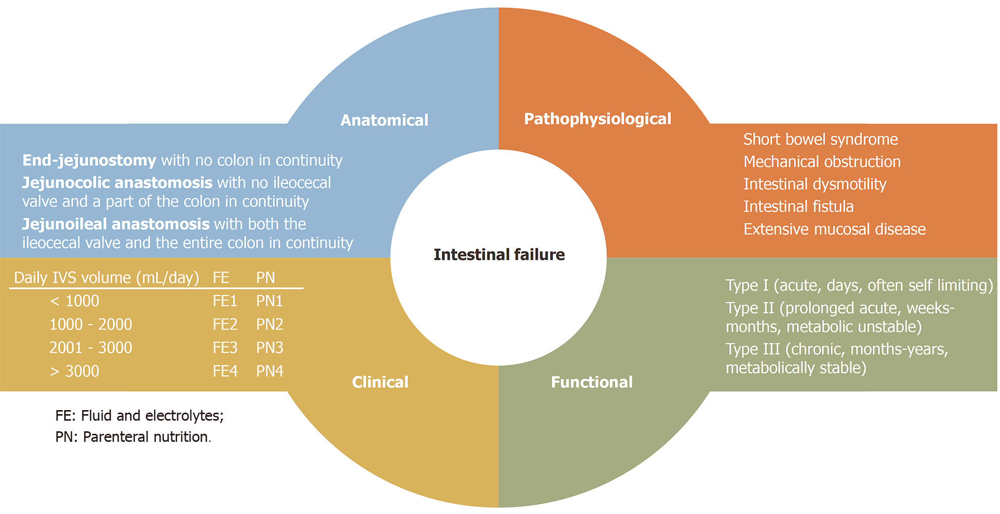 Anatomical
End-jejunostomy with no colon in continuity
Jejunocolic anastomosis with no ileocecal
valve and a part of the colon in continuity
Jejunoileal anastomosis with both the
ileocecal valve and the entire colon in continuity
Pathophysiological
Short bowel syndrome
Mechanical obstruction
Intestinal dysmotility
Intestinal fistula
Extensive mucosal disease
Intestinal failure
Daily IVS volume (mL/day) FE PN
< 1000 FE1 PN1
1000 - 2000 FE2 PN2
2001 - 3000 FE3 PN3
> 3000 FE4 PN4
Clinical
Functional
Type I (acute, days, often self limiting)
Type II (prolonged acute, weeks-
months, metabolic unstable)
Type III (chronic, months-years,
metabolically stable)
FE: Fluid and electrolytes;
PN: Parenteral nutrition.